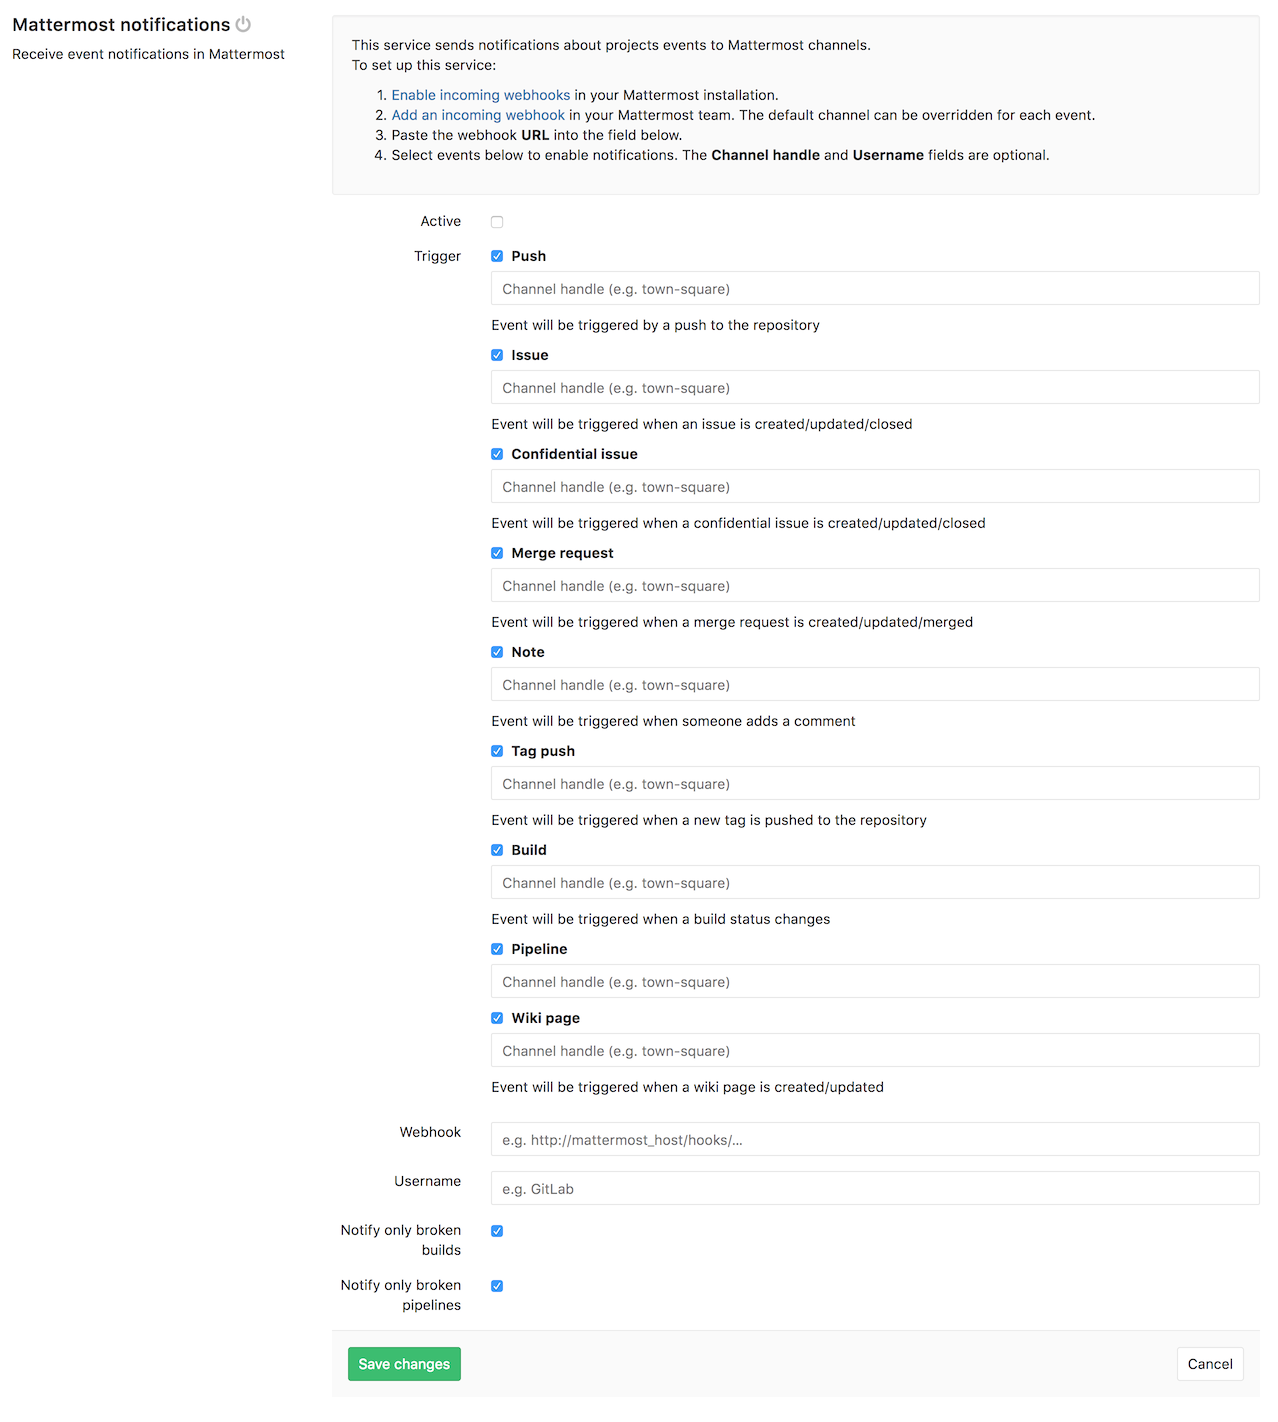 Mattermost notifications
Receive event notifications in Mattermost
This service sends notifications about projects events to Mattermost channels.
To set up this service:
1. Enable incoming webhooks in your Mattermost installation.
2. Add an incoming webhook in your Mattermost team. The default channel can be overridden for each event.
3. Paste the webhook URL into the field below.
4. Select events below to enable notifications. The Channel handle and Username fields are optional.
Active
Trigger
Push
Channel handle (e.g. town-square)
Event will be triggered by a push to the repository
Issue
Channel handle (e.g. town-square)
Event will be triggered when an issue is created/updated/closed
Confidential issue
Channel handle (e.g. town-square)
Event will be triggered when a confidential issue is created/updated/closed
Merge request
Channel handle (e.g. town-square)
Event will be triggered when a merge request is created/updated/merged
Note
Channel handle (e.g. town-square)
Event will be triggered when someone adds a comment
Tag push
Channel handle (e.g. town-square)
Event will be triggered when a new tag is pushed to the repository
Build
Channel handle (e.g. town-square)
Event will be triggered when a build status changes
Pipeline
Channel handle (e.g. town-square)
Wiki page
Channel handle (e.g. town-square)
Event will be triggered when a wiki page is created/updated
Webhook
e.g. http://mattermost_host/hooks/...
Username
e.g. GitLab
Notify only broken
builds
Notify only broken
pipelines
Save changes
Cancel